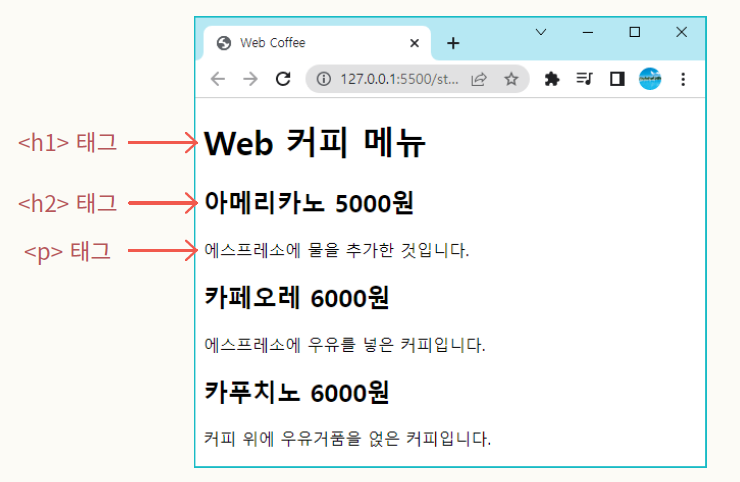 Web Coffee
127.0.0.1:5500/st...
<h1> 태그
Web 커피 메뉴
<h2> 태그
아메리카노 5000원
<p> 태그
에스프레소에 물을 추가한 것입니다.
카페오레 6000원
에스프레소에 우유를 넣은 커피입니다.
카푸치노 6000원
커피 위에 우유거품을 얹은 커피입니다.